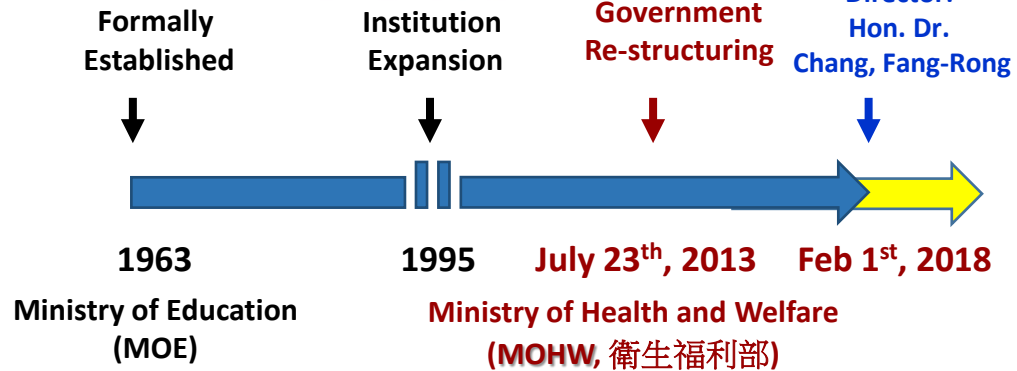 Formally
Established
Institution
Expansion
Government
Re-structuring
Director:
Hon. Dr.
Chang, Fang-Rong
1963
1995
July 23th, 2013
Feb 1st, 2018
Ministry of Education
(MOE)
Ministry of Health and Welfare
(MOHW, 衛生福利部)